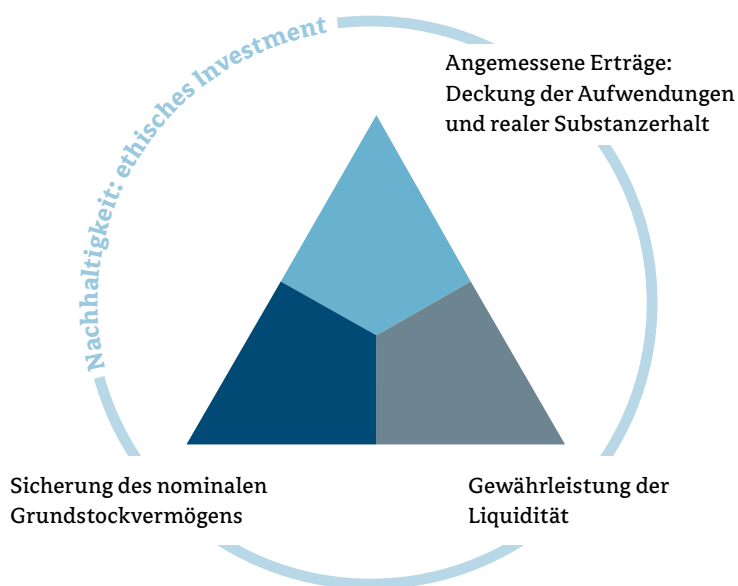 Nachhaltigkeit: ethisches Investment
Angemessene Erträge:
Deckung der Aufwendungen
und realer Substanzerhalt
Sicherung des nominalen
Grundstockvermögens
Gewährleistung der
Liquidität